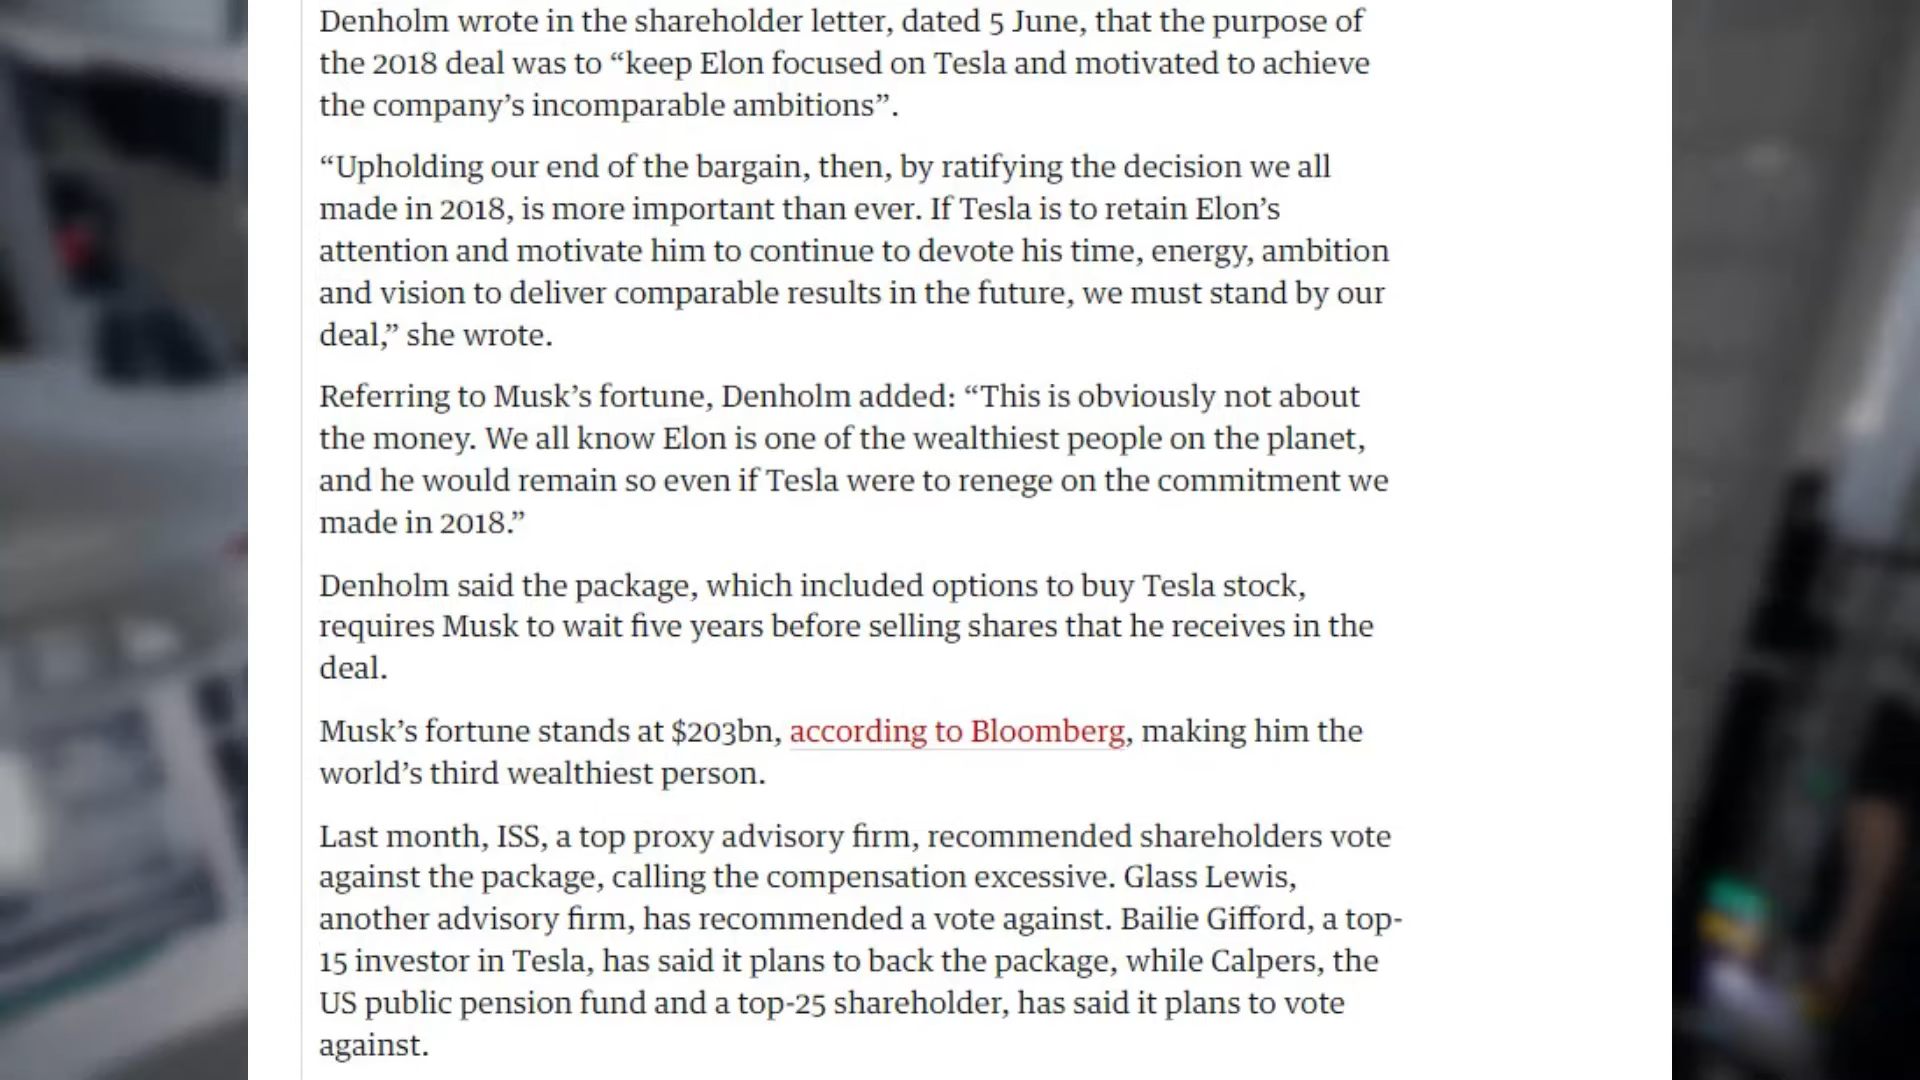 Denholm wrote in the shareholder letter, dated 5 June, that the purpose of
the 2018 deal was to “keep Elon focused on Tesla and motivated to achieve
the company’s incomparable ambitions”.
“Upholding our end of the bargain, then, by ratifying the decision we all
made in 2018, is more important than ever. If Tesla is to retain Elon’s
attention and motivate him to continue to devote his time, energy, ambition
and vision to deliver comparable results in the future, we must stand by our
deal,” she wrote.
Referring to Musk’s fortune, Denholm added: “This is obviously not about
the money. We all know Elon is one of the wealthiest people on the planet,
and he would remain so even if Tesla were to renege on the commitment we
made in 2018.”
Denholm said the package, which included options to buy Tesla stock,
requires Musk to wait five years before selling shares that he receives in the
deal.
Musk’s fortune stands at $203bn, according to Bloomberg, making him the
world’s third wealthiest person.
Last month, ISS, a top proxy advisory firm, recommended shareholders vote
against the package, calling the compensation excessive. Glass Lewis,
another advisory firm, has recommended a vote against. Bailie Gifford, a top-
15 investor in Tesla, has said it plans to back the package, while Calpers, the
US public pension fund and a top-25 shareholder, has said it plans to vote
against.